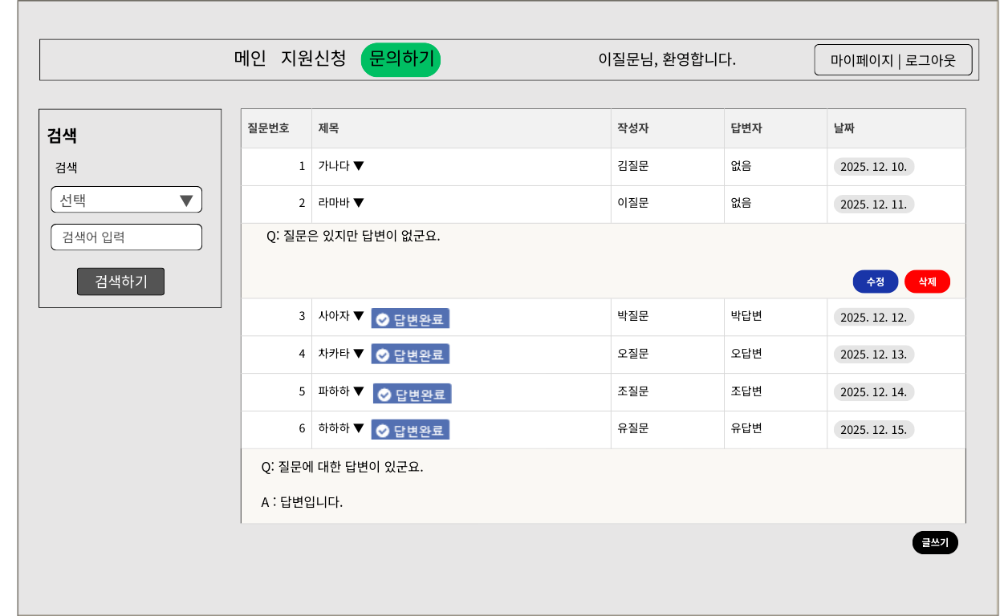 메인 지원신청 문의하기 이질문님, 환영합니다. 마이페이지 | 로그아웃
검색
검색
선택 ▼
검색어 입력
검색하기
질문번호 제목 작성자 답변자 날짜
1 가나다 ▼ 김질문 없음 2025. 12. 10.
2 라마바 ▼ 이질문 없음 2025. 12. 11.
Q: 질문은 있지만 답변이 없군요.
수정 삭제
3 사아자 ▼ 답변완료 박질문 박답변 2025. 12. 12.
4 차카타 ▼ 답변완료 오질문 오답변 2025. 12. 13.
5 파하하 ▼ 답변완료 조질문 조답변 2025. 12. 14.
6 하하하 ▼ 답변완료 유질문 유답변 2025. 12. 15.
Q: 질문에 대한 답변이 있군요.
A : 답변입니다.
글쓰기